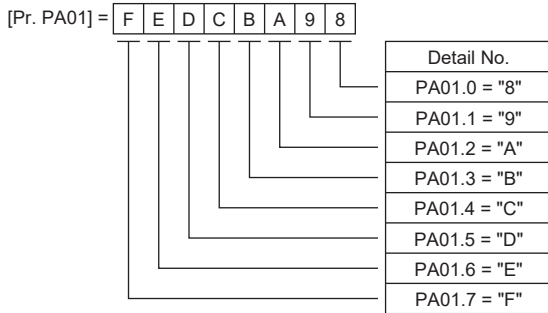 [Pr. PA01] = F E D C B A 9 8
Detail No.
PA01.0 = "8"
PA01.1 = "9"
PA01.2 = "A"
PA01.3 = "B"
PA01.4 = "C"
PA01.5 = "D"
PA01.6 = "E"
PA01.7 = "F"